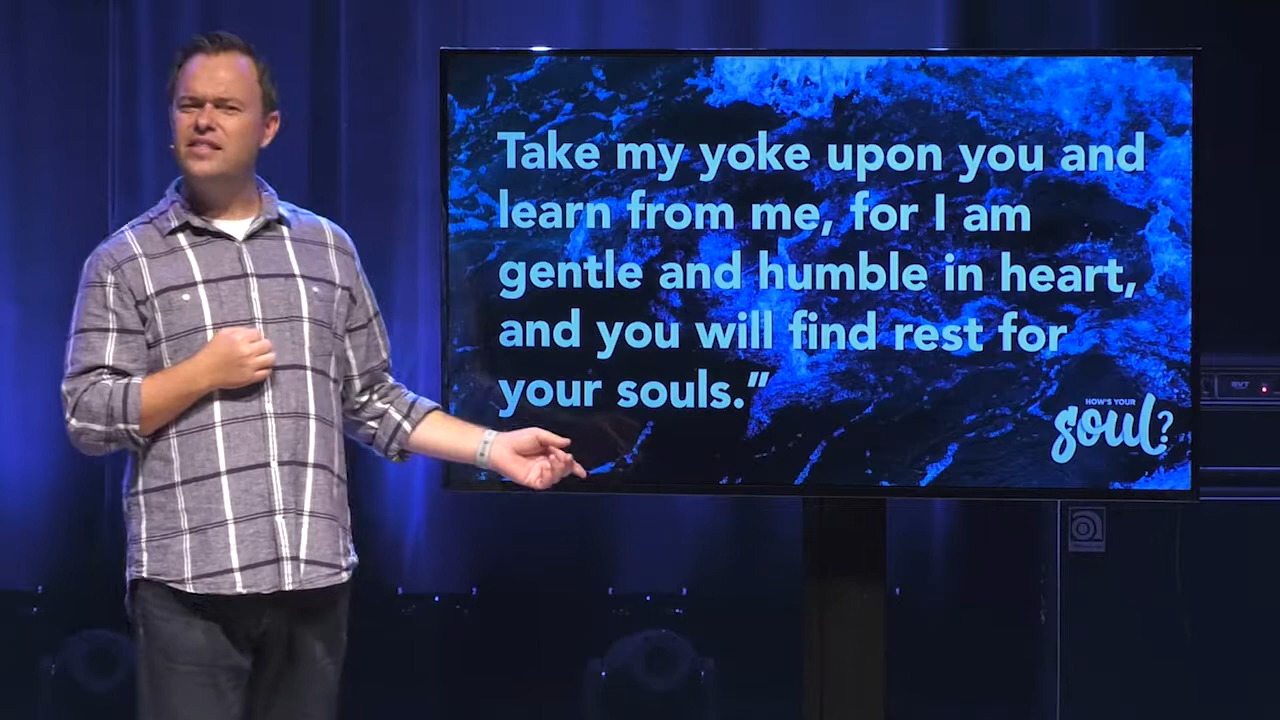 Take my yoke upon you and
learn from me, for I am
gentle and humble in heart,
and you will find rest for
your souls.”
HOW'S YOUR
soul?
SVT